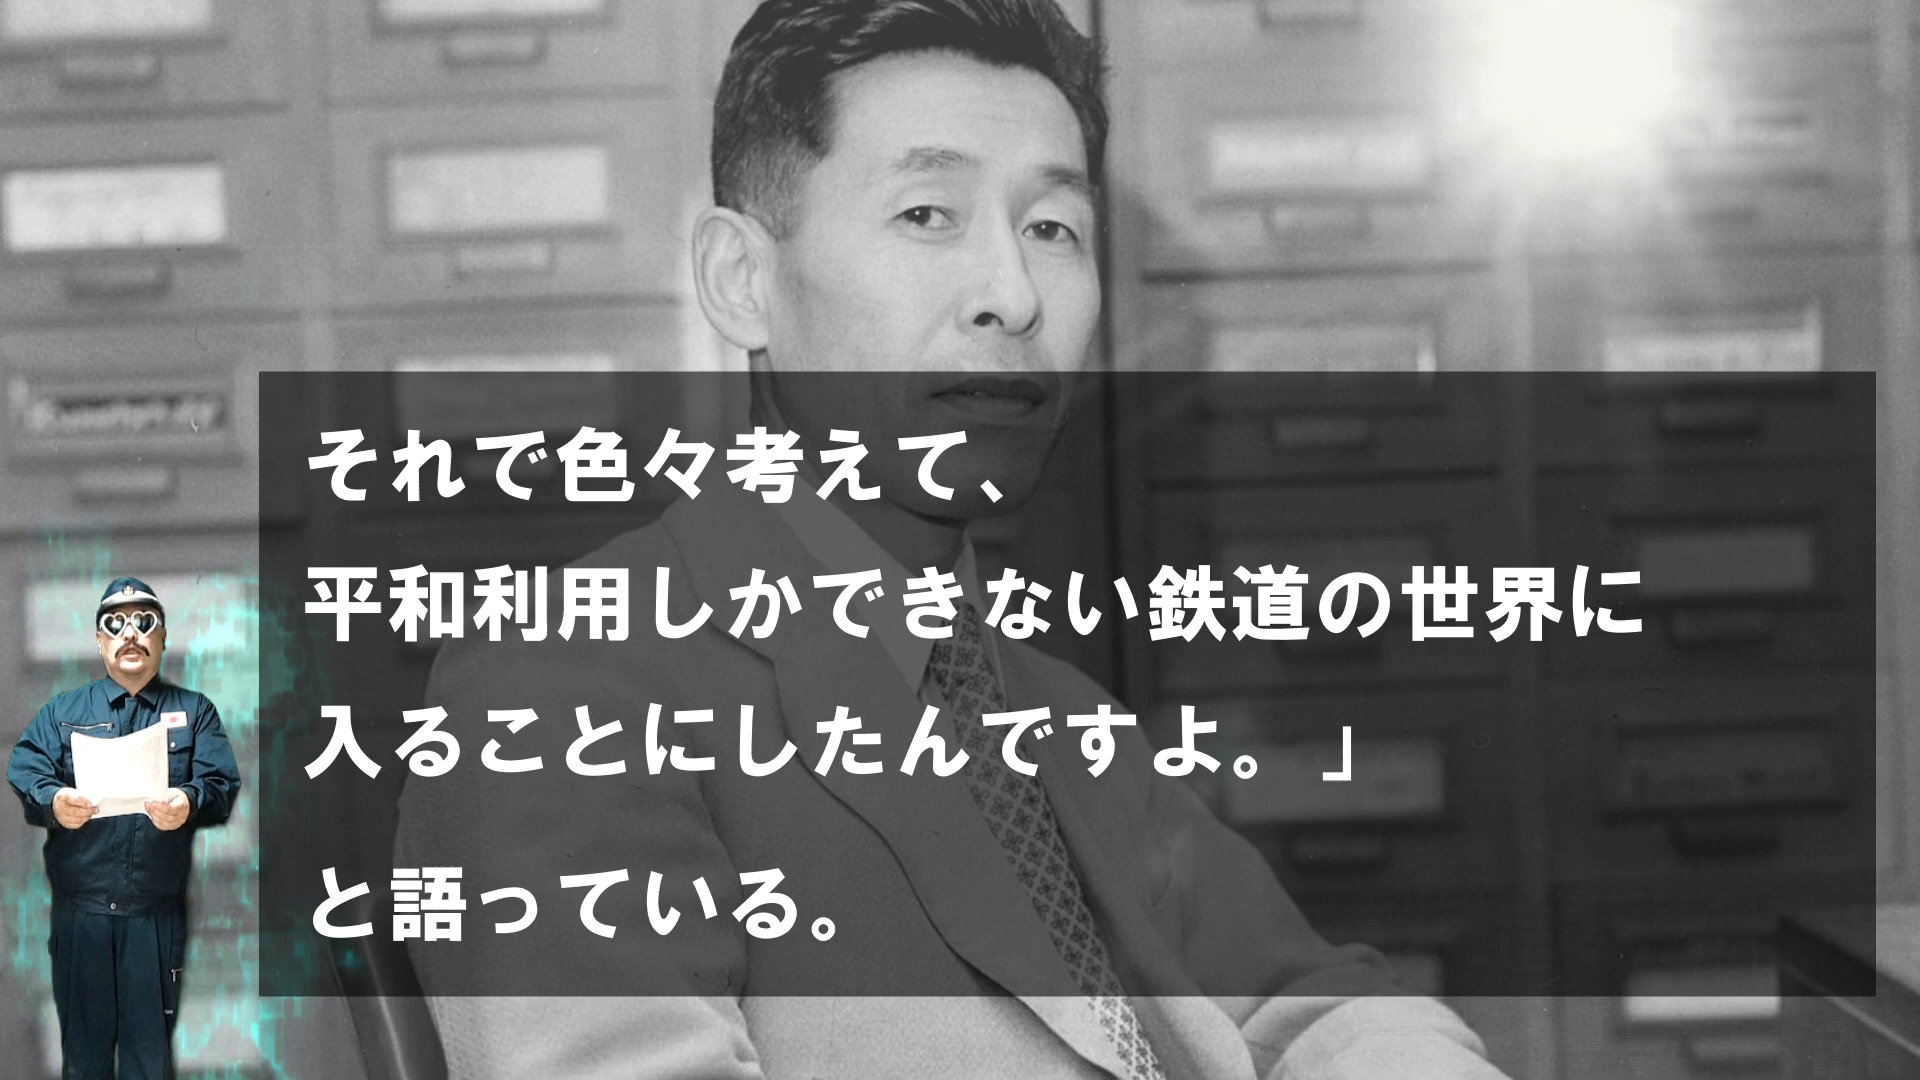 それで色々考えて、
平和利用しかできない鉄道の世界に
入ることにしたんですよ。」
と語っている。